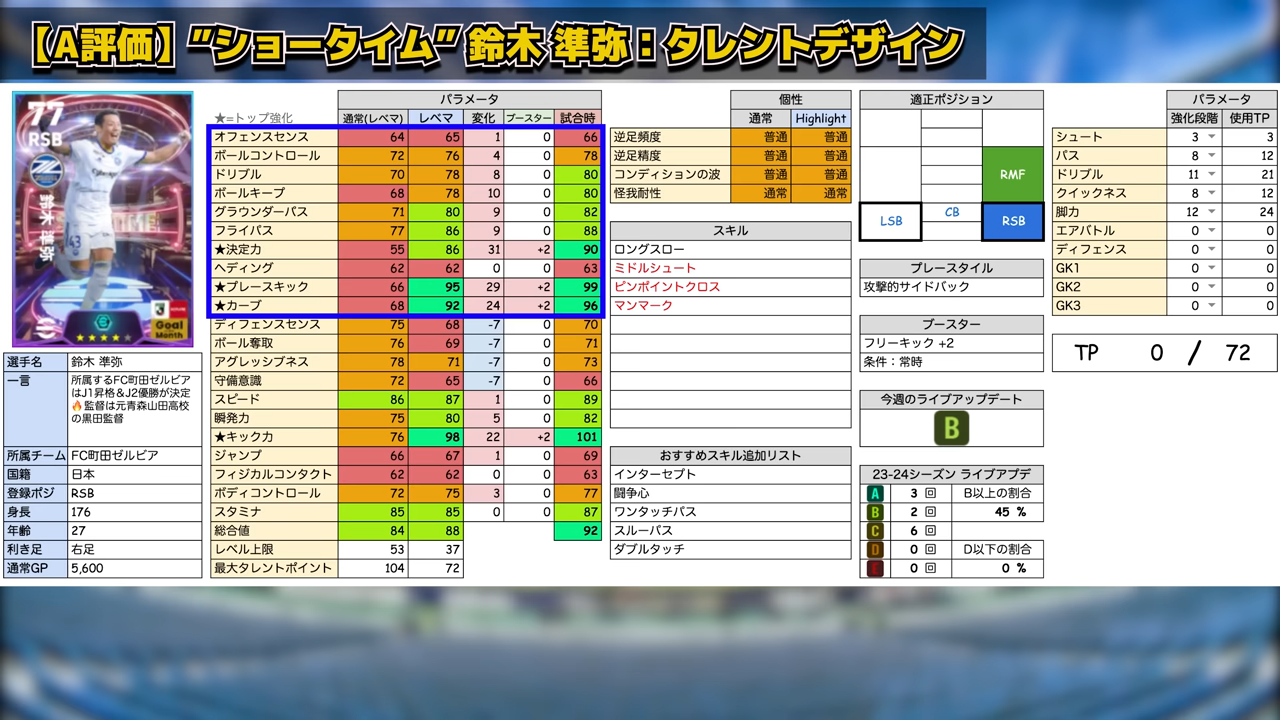 【A評価】"ショータイム" 鈴木 準弥：タレントデザイン
77
RSB
鈴木 準弥
Goal of the Month
選手名 鈴木 準弥
一言 所属するFC町田ゼルビア
はJ1昇格＆J2優勝が決定
🔥監督は元青森山田高校
の黒田監督
所属チーム FC町田ゼルビア
国籍 日本
登録ポジ RSB
身長 176
年齢 27
利き足 右足
通常GP 5,600
パラメータ
★=トップ強化 通常(レベマ) レベマ 変化 ブースター 試合時
オフェンスセンス 64 65 1 0 66
ボールコントロール 72 76 4 0 78
ドリブル 70 78 8 0 80
ボールキープ 68 78 10 0 80
グラウンダーパス 71 80 9 0 82
フライパス 77 86 9 0 88
★決定力 55 86 31 +2 90
ヘディング 62 62 0 0 63
★プレースキック 66 95 29 +2 99
★カーブ 68 92 24 +2 96
ディフェンスセンス 75 68 -7 0 70
ボール奪取 76 69 -7 0 71
アグレッシブネス 78 71 -7 0 73
守備意識 72 65 -7 0 66
スピード 86 87 1 0 89
瞬発力 75 80 5 0 82
★キック力 76 98 22 +2 101
ジャンプ 66 67 1 0 69
フィジカルコンタクト 62 62 0 0 63
ボディコントロール 72 75 3 0 77
スタミナ 85 85 0 0 87
総合値 84 88 92
レベル上限 53 37
最大タレントポイント 104 72
個性
通常 Highlight
逆足頻度 普通 普通
逆足精度 普通 普通
コンディションの波 普通 普通
怪我耐性 通常 通常
スキル
ロングスロー
ミドルシュート
ピンポイントクロス
マンマーク
おすすめスキル追加リスト
インターセプト
闘争心
ワンタッチパス
スルーパス
ダブルタッチ
適正ポジション
RMF
LSB CB RSB
プレースタイル
攻撃的サイドバック
ブースター
フリーキック +2
条件：常時
今週のライブアップデート
B
23-24シーズン ライブアプデ
A 3 回 B以上の割合
B 2 回 45 %
C 6 回
D 0 回 D以下の割合
E 0 回 0 %
パラメータ
強化段階 使用TP
シュート 3 3
パス 8 12
ドリブル 11 21
クイックネス 8 12
脚力 12 24
エアバトル 0 0
ディフェンス 0 0
GK1 0 0
GK2 0 0
GK3 0 0
TP 0 / 72